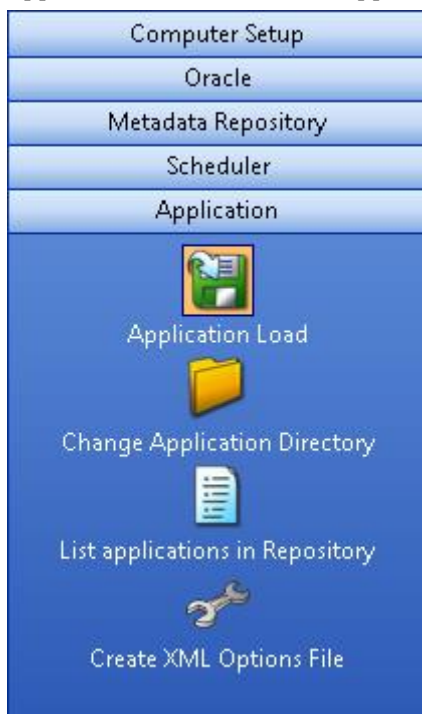 Computer Setup
Oracle
Metadata Repository
Scheduler
Application
Application Load
Change Application Directory
List applications in Repository
Create XML Options File